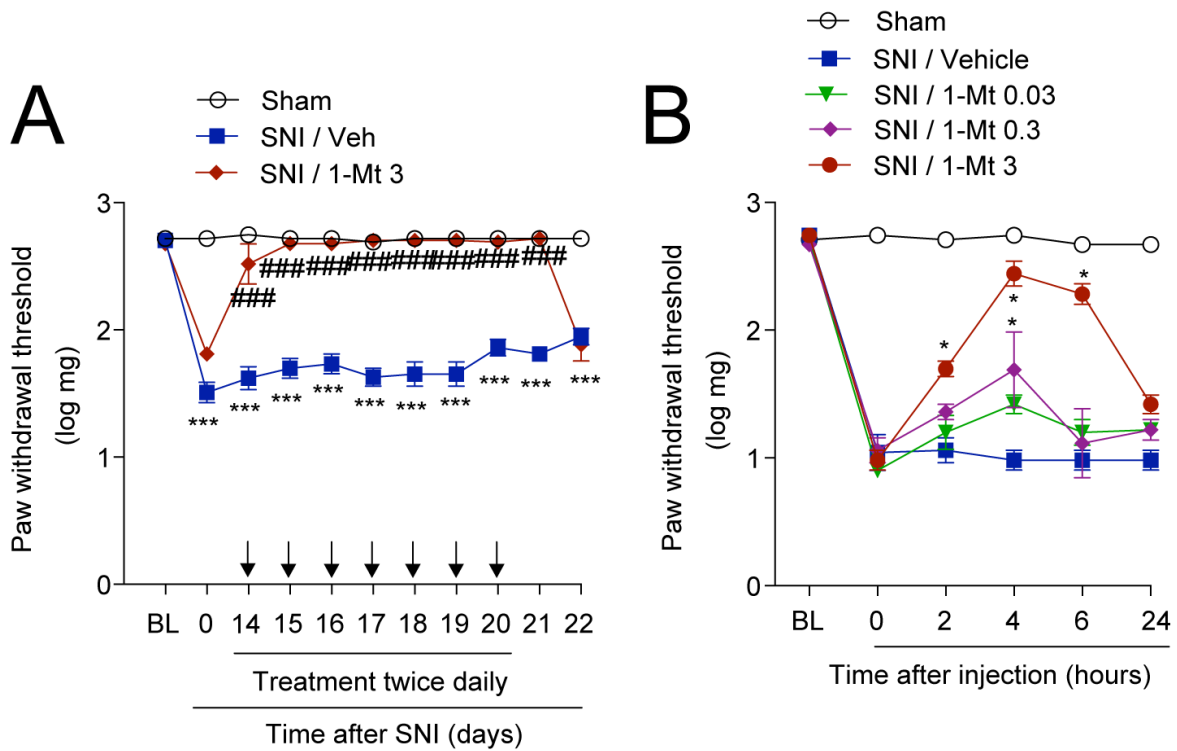 A
Sham
SNI / Veh
SNI / 1-Mt 3
3
2
1
0
Paw withdrawal threshold
(log mg)
### ### ### ### ### ### ### ###
*** *** *** *** *** *** *** *** *** ***
BL 0 14 15 16 17 18 19 20 21 22
Treatment twice daily
Time after SNI (days)
B
Sham
SNI / Vehicle
SNI / 1-Mt 0.03
SNI / 1-Mt 0.3
SNI / 1-Mt 3
3
2
1
0
Paw withdrawal threshold
(log mg)
*
*
*
*
BL 0 2 4 6 24
Time after injection (hours)